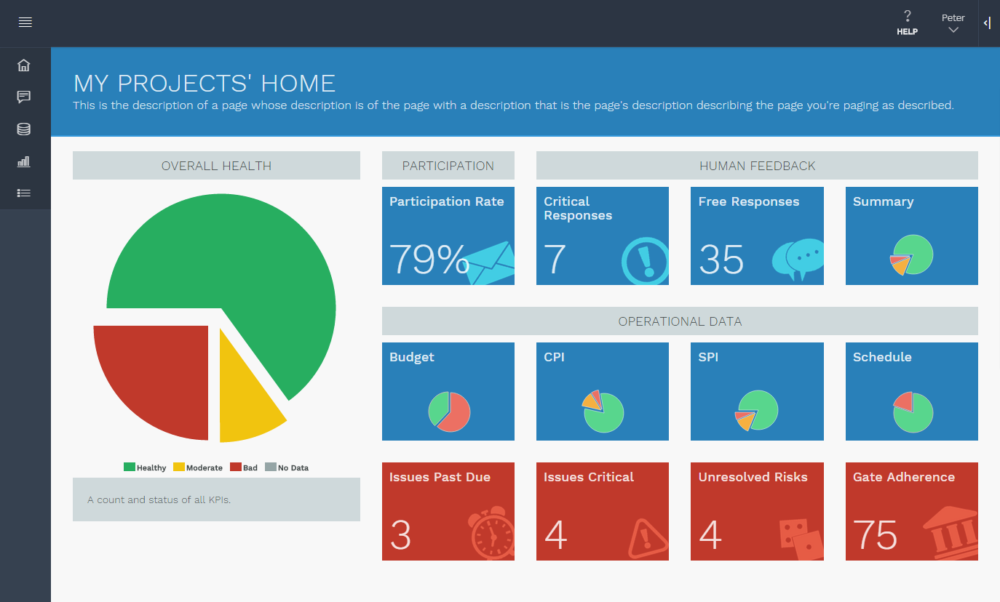 ?
HELP
Peter
MY PROJECTS' HOME
This is the description of a page whose description is of the page with a description that is the page's description describing the page you're paging as described.
OVERALL HEALTH
Healthy
Moderate
Bad
No Data
A count and status of all KPIs.
PARTICIPATION
Participation Rate
79%
HUMAN FEEDBACK
Critical
Responses
7
Free Responses
35
Summary
OPERATIONAL DATA
Budget
CPI
SPI
Schedule
Issues Past Due
3
Issues Critical
4
Unresolved Risks
4
Gate Adherence
75